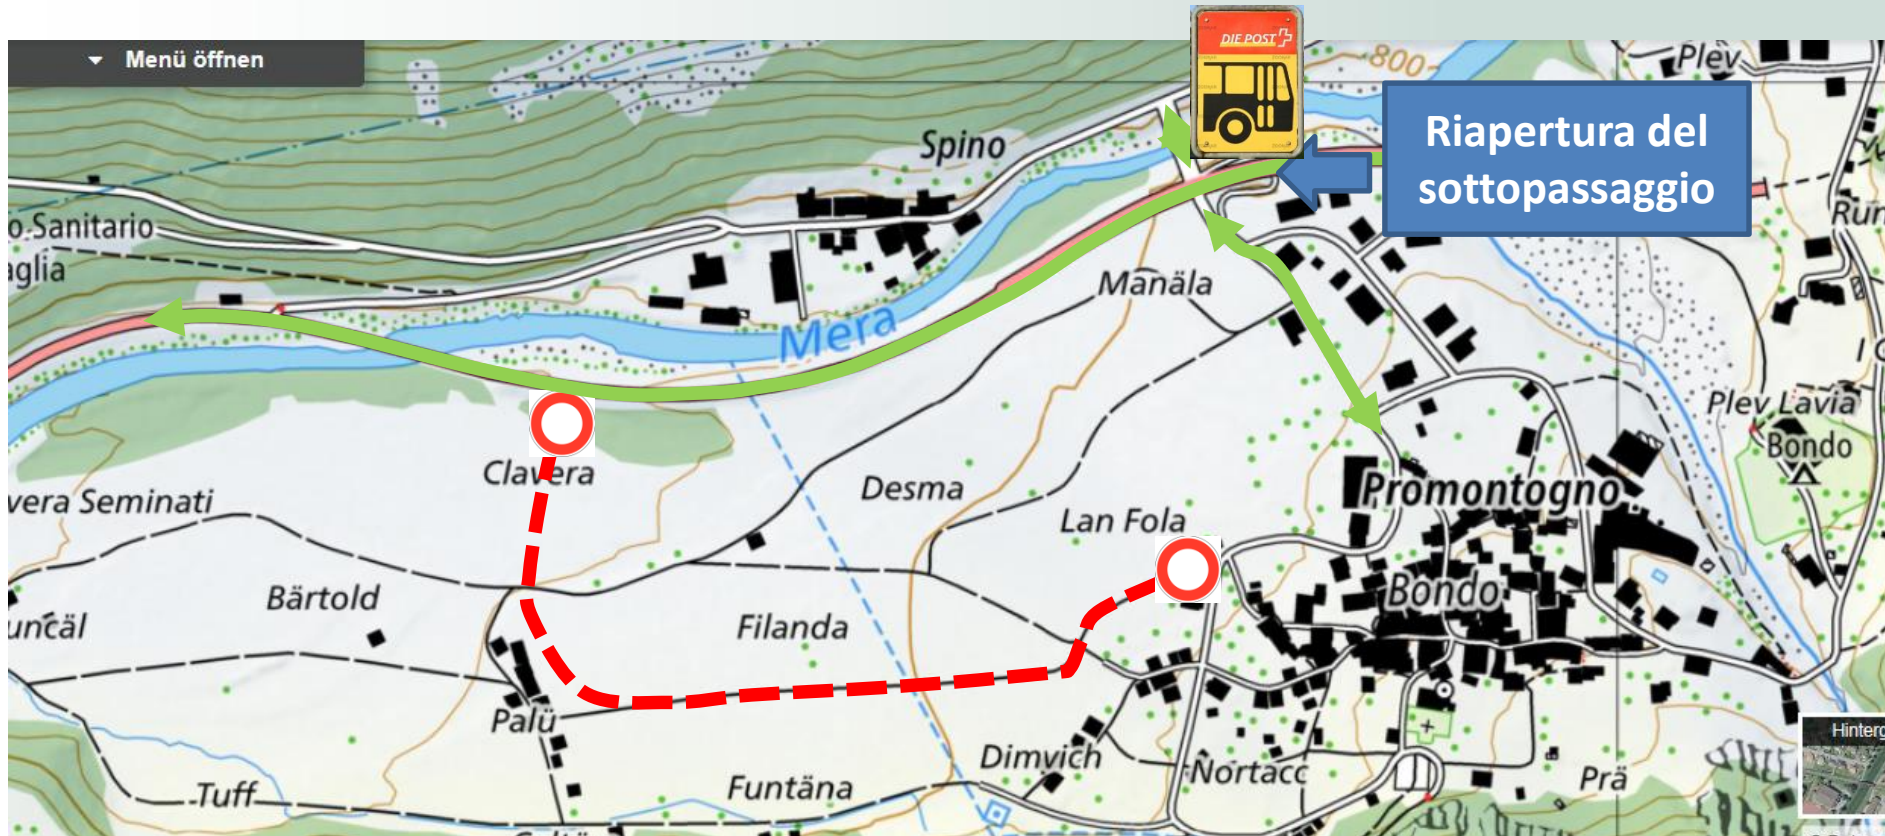 Menü öffnen
DIE POST
800
Plev
Riapertura del
sottopassaggio
Spino
o Sanitario
aglia
Manäla
Mera
Plev Lavia
Bondo
Clavera
vera Seminati
Desma
Promontogno
Lan Fola
Bärtold
Bondo
uncäl
Filanda
Palü
Hinterg
Dimvich
Nortacc
Prä
Tuff
Funtäna